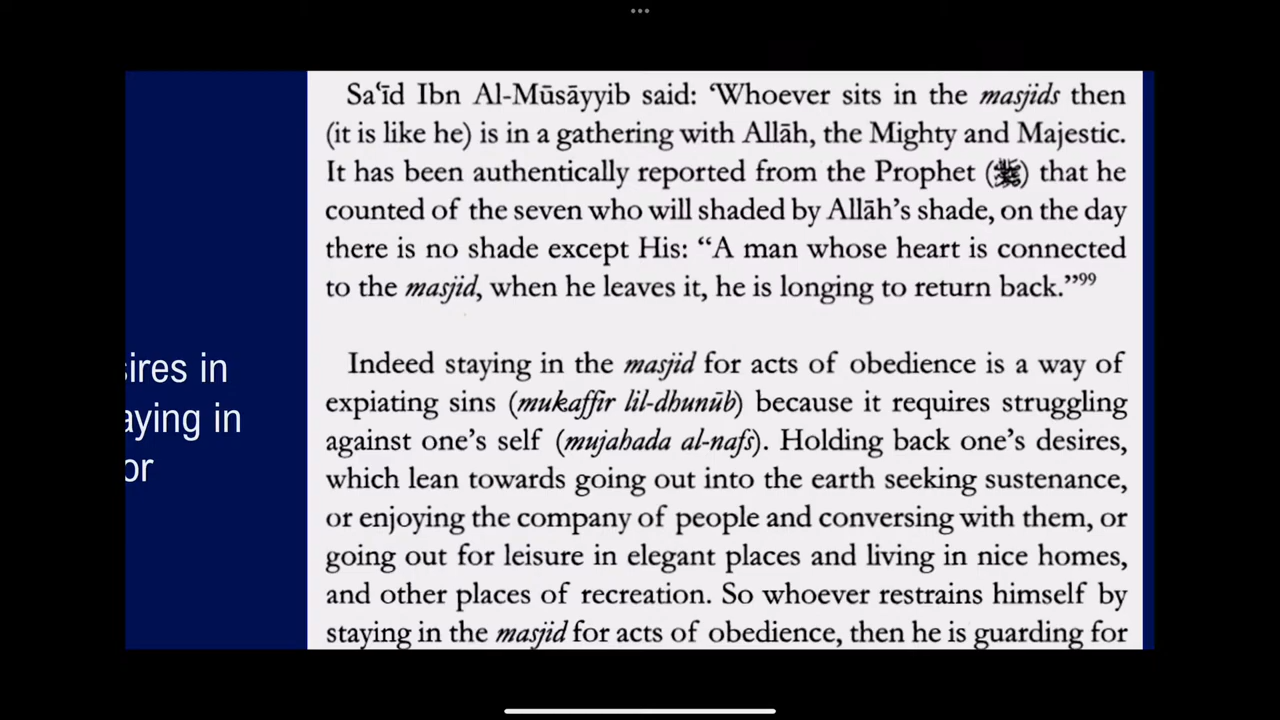 sires in
aying in
or
Saʿīd Ibn Al-Mūsāyyib said: ‘Whoever sits in the masjids then
(it is like he) is in a gathering with Allāh, the Mighty and Majestic.
It has been authentically reported from the Prophet (ﷺ) that he
counted of the seven who will shaded by Allāh’s shade, on the day
there is no shade except His: “A man whose heart is connected
to the masjid, when he leaves it, he is longing to return back.”99
Indeed staying in the masjid for acts of obedience is a way of
expiating sins (mukaffir lil-dhunūb) because it requires struggling
against one’s self (mujahada al-nafs). Holding back one’s desires,
which lean towards going out into the earth seeking sustenance,
or enjoying the company of people and conversing with them, or
going out for leisure in elegant places and living in nice homes,
and other places of recreation. So whoever restrains himself by
staying in the masjid for acts of obedience, then he is guarding for